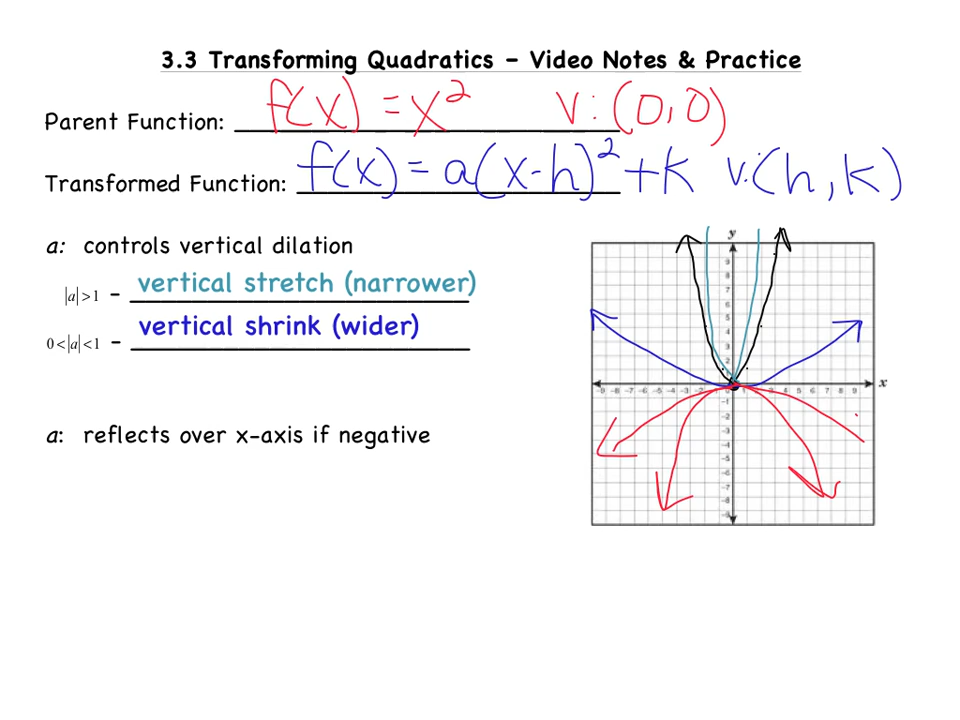 3.3 Transforming Quadratics – Video Notes & Practice
Parent Function: f(x) = x² v: (0,0)
Transformed Function: f(x) = a(x-h)² + k v: (h, k)
a: controls vertical dilation
|a| > 1 – vertical stretch (narrower)
0 < |a| < 1 – vertical shrink (wider)
a: reflects over x-axis if negative
y
x